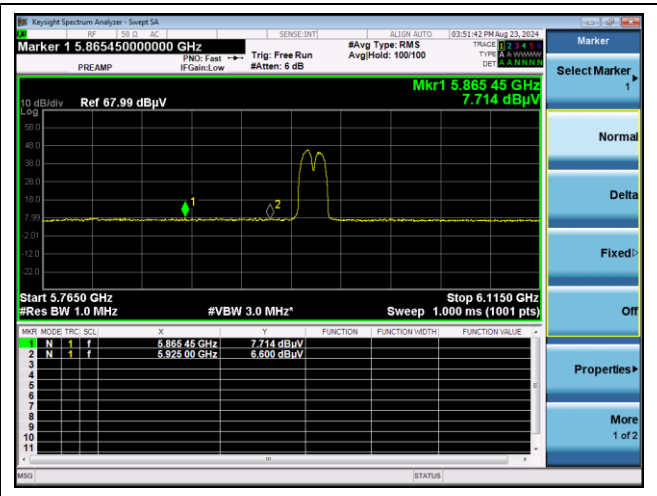 Keysight Spectrum Analyzer - Swept SA
RF 50 Ω AC SENSE:INT ALIGN AUTO 03:51:42 PM Aug 23, 2024
Marker 1 5.865450000000 GHz
PREAMP
PNO: Fast
IFGain:Low
Trig: Free Run
#Atten: 6 dB
#Avg Type: RMS
Avg|Hold: 100/100
TRACE 1 2 3 4 5 6
TYPE A A WWWW
DET A A N N N N
Mkr1 5.865 45 GHz
7.714 dBµV
10 dB/div Ref 67.99 dBµV
Log
58.0
48.0
38.0
28.0
18.0
7.99
-2.01
-12.0
-22.0
1
2
Start 5.7650 GHz Stop 6.1150 GHz
#Res BW 1.0 MHz #VBW 3.0 MHz* Sweep 1.000 ms (1001 pts)
MKR MODE TRC SCL X Y FUNCTION FUNCTION WIDTH FUNCTION VALUE
1 N 1 f 5.865 45 GHz 7.714 dBµV
2 N 1 f 5.925 00 GHz 6.600 dBµV
3
4
5
6
7
8
9
10
11
MSG STATUS
Marker
Select Marker
1
Normal
Delta
Fixed
Off
Properties
More
1 of 2